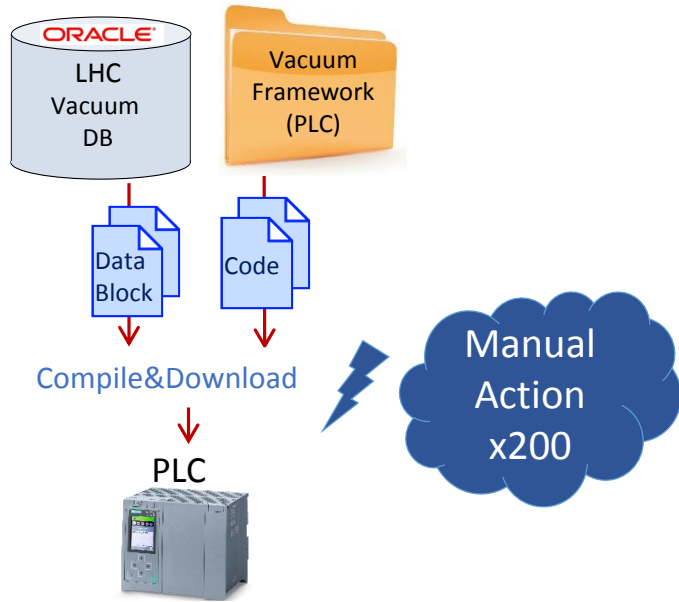 ORACLE
LHC
Vacuum
DB
Vacuum
Framework
(PLC)
Data
Block
Code
Compile&Download
Manual
Action
x200
PLC